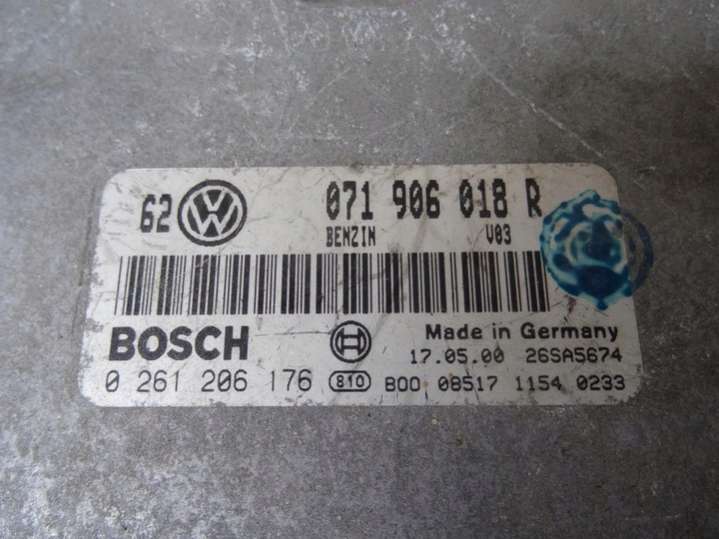 62 VW 071 906 018 R
BENZIN V03
BOSCH Made in Germany
17.05.00 26SA5674
0 261 206 176 810 B00 08517 1154 0233